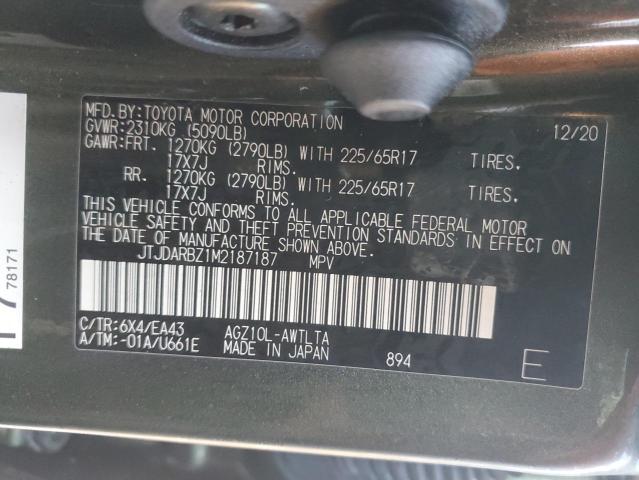 MFD.BY:TOYOTA MOTOR CORPORATION 12/20
GVWR:2310KG (5090LB)
GAWR:FRT. 1270KG (2790LB) WITH 225/65R17 TIRES.
17X7J RIMS.
RR. 1270KG (2790LB) WITH 225/65R17 TIRES.
17X7J RIMS.
THIS VEHICLE CONFORMS TO ALL APPLICABLE FEDERAL MOTOR
VEHICLE SAFETY AND THEFT PREVENTION STANDARDS IN EFFECT ON
THE DATE OF MANUFACTURE SHOWN ABOVE.
JTJDARBZ1M2187187 MPV
C/TR:6X4/EA43 AGZ10L-AWTLTA
A/TM:-01A/U661E MADE IN JAPAN 894 E
78171